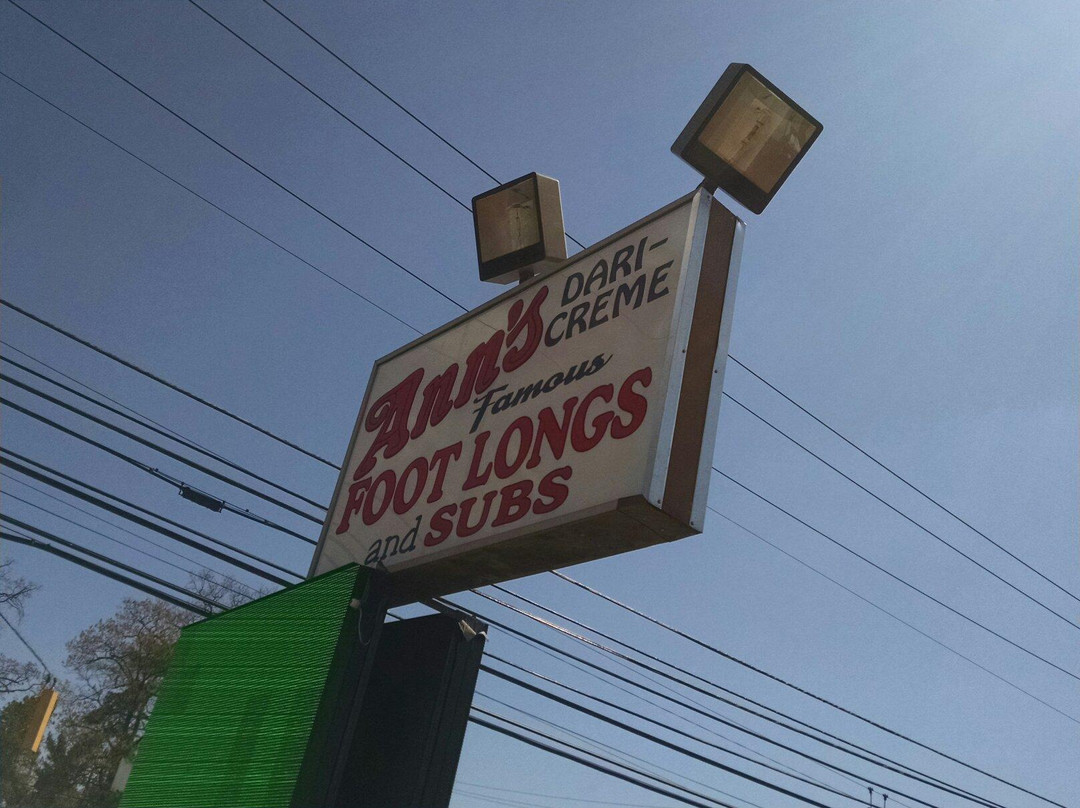 Ann's DARI-
CREME
Famous
FOOT LONGS
and SUBS